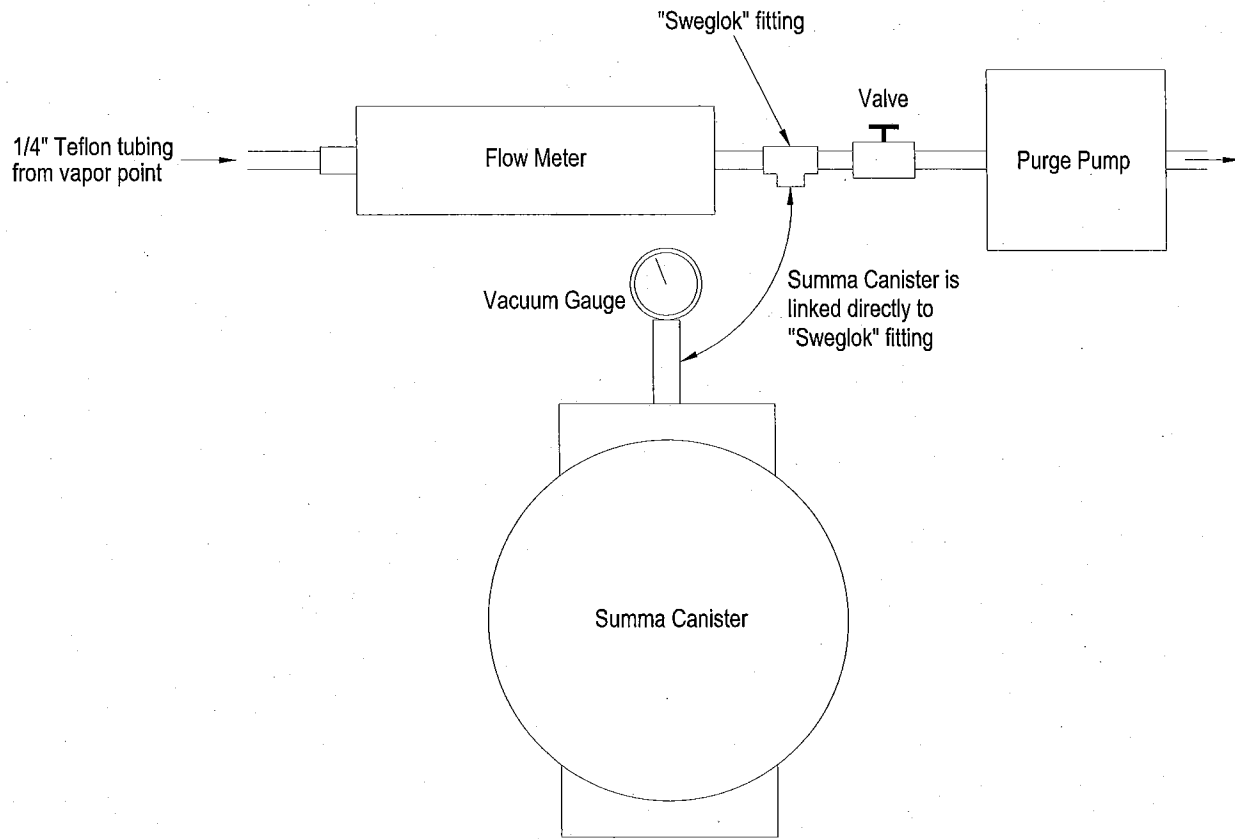 "Sweglok" fitting
Valve
1/4" Teflon tubing
from vapor point
Flow Meter
Purge Pump
Vacuum Gauge
Summa Canister is
linked directly to
"Sweglok" fitting
Summa Canister